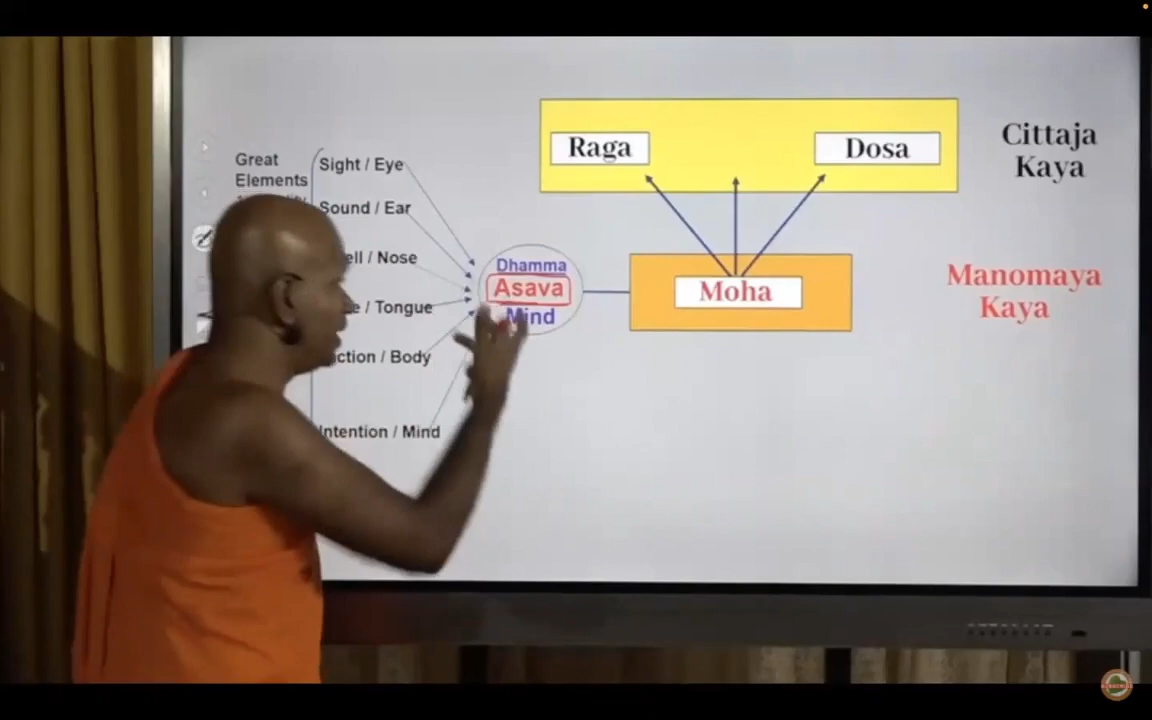 Great
Elements
Sight / Eye
Sound / Ear
ell / Nose
e / Tongue
ction / Body
Intention / Mind
Dhamma
Asava
Mind
Raga
Dosa
Cittaja
Kaya
Moha
Manomaya
Kaya